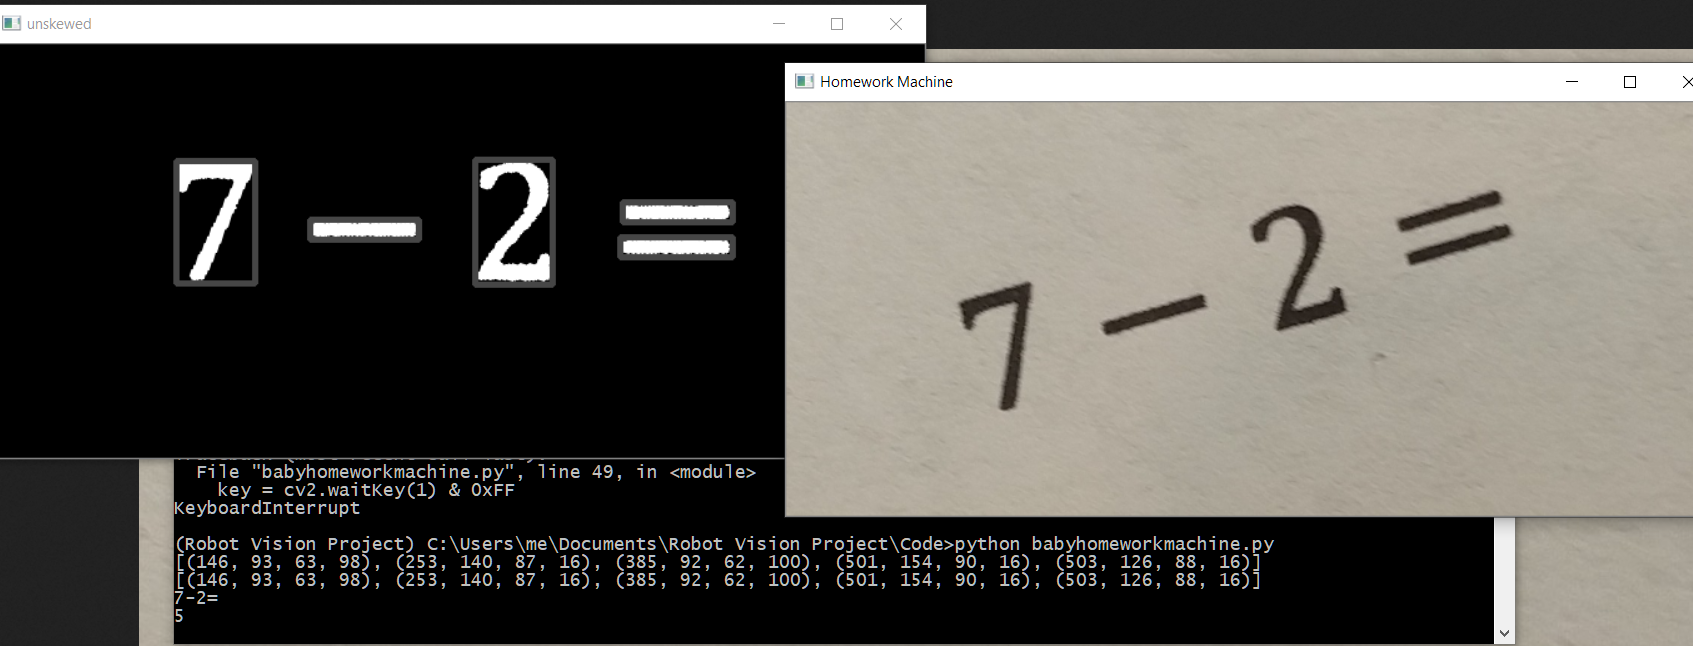 unskewed
7 - 2 =
Homework Machine
7 - 2 =
File "babyhomeworkmachine.py", line 49, in <module>
key = cv2.waitKey(1) & 0xFF
KeyboardInterrupt
(Robot Vision Project) C:\Users\me\Documents\Robot Vision Project\Code>python babyhomeworkmachine.py
[(146, 93, 63, 98), (253, 140, 87, 16), (385, 92, 62, 100), (501, 154, 90, 16), (503, 126, 88, 16)]
[(146, 93, 63, 98), (253, 140, 87, 16), (385, 92, 62, 100), (501, 154, 90, 16), (503, 126, 88, 16)]
7-2=
5